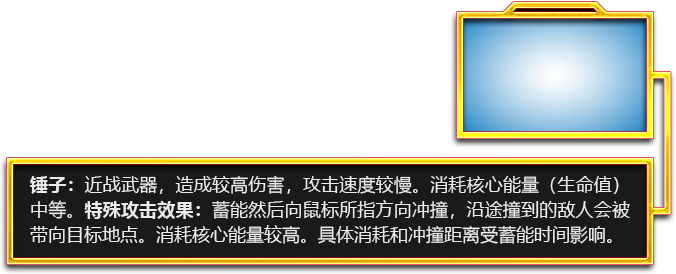 锤子：近战武器，造成较高伤害，攻击速度较慢。消耗核心能量（生命值）
中等。特殊攻击效果：蓄能然后向鼠标所指方向冲撞，沿途撞到的敌人会被
带向目标地点。消耗核心能量较高。具体消耗和冲撞距离受蓄能时间影响。